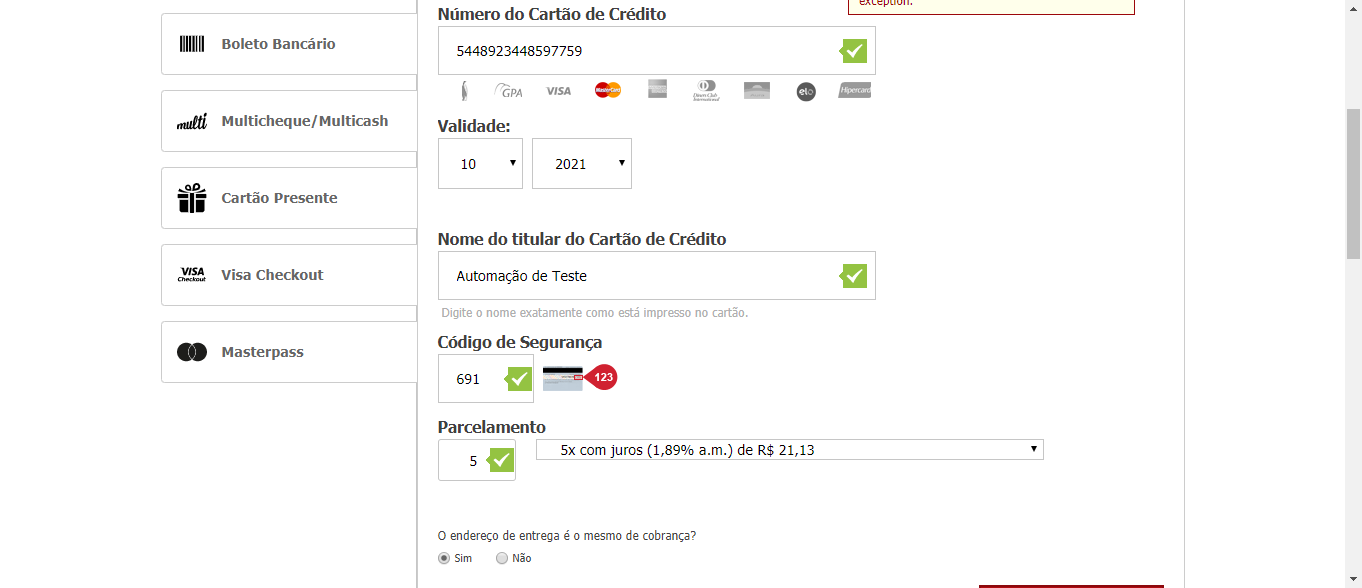 exception.
Boleto Bancário
Multicheque/Multicash
Cartão Presente
Visa Checkout
Masterpass
multi
VISA
Checkout
Número do Cartão de Crédito
5448923448597759
GPA VISA MasterCard Diners Club International elo Hipercard
Validade:
10 2021
Nome do titular do Cartão de Crédito
Automação de Teste
Digite o nome exatamente como está impresso no cartão.
Código de Segurança
691 123
Parcelamento
5 5x com juros (1,89% a.m.) de R$ 21,13
O endereço de entrega é o mesmo de cobrança?
Sim Não